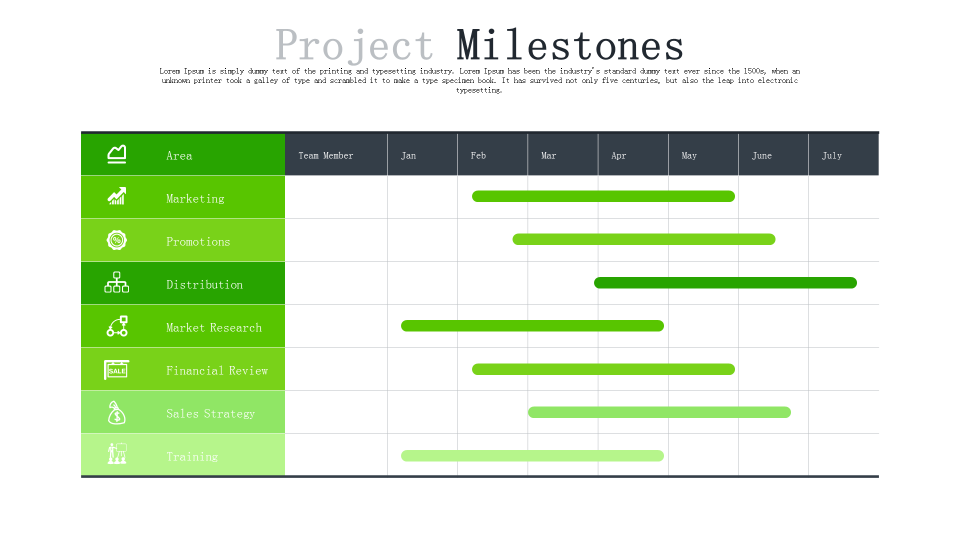 Project Milestones
Lorem Ipsum is simply dummy text of the printing and typesetting industry. Lorem Ipsum has been the industry's standard dummy text ever since the 1500s, when an
unknown printer took a galley of type and scrambled it to make a type specimen book. It has survived not only five centuries, but also the leap into electronic
typesetting.
Area Team Member Jan Feb Mar Apr May June July
Marketing
%
Promotions
Distribution
Market Research
SALE
Financial Review
$
Sales Strategy
Training